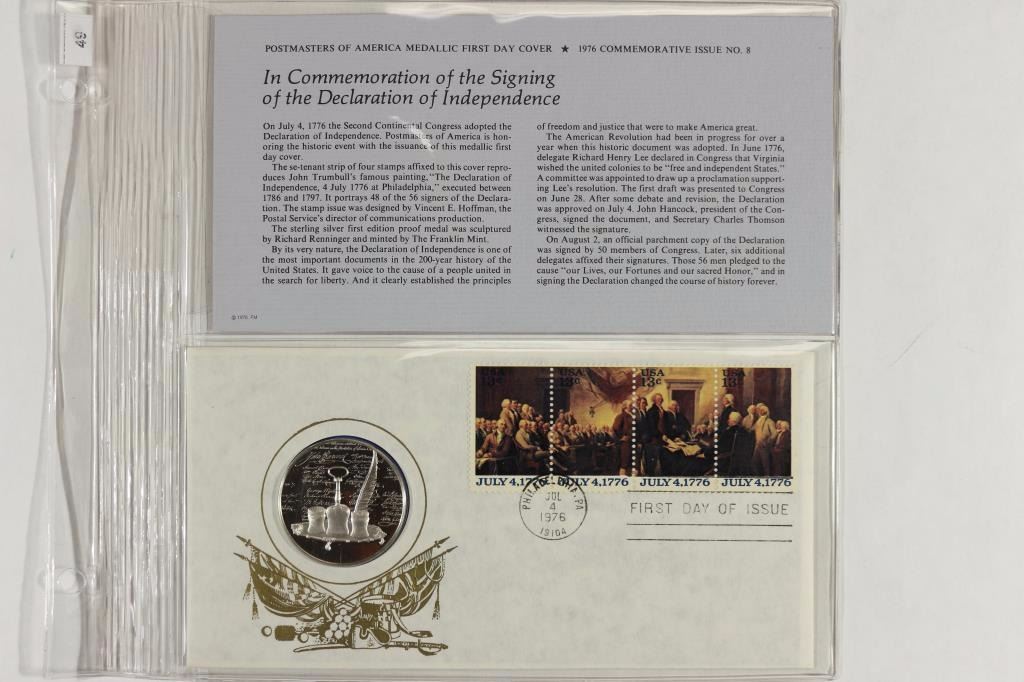 49
POSTMASTERS OF AMERICA MEDALLIC FIRST DAY COVER ★ 1976 COMMEMORATIVE ISSUE NO. 8
In Commemoration of the Signing
of the Declaration of Independence
On July 4, 1776 the Second Continental Congress adopted the
Declaration of Independence. Postmasters of America is hon-
oring the historic event with the issuance of this medallic first
day cover.
The se-tenant strip of four stamps affixed to this cover repro-
duces John Trumbull's famous painting, "The Declaration of
Independence, 4 July 1776 at Philadelphia," executed between
1786 and 1797. It portrays 48 of the 56 signers of the Declara-
tion. The stamp issue was designed by Vincent E. Hoffman, the
Postal Service's director of communications production.
The sterling silver first edition proof medal was sculptured
by Richard Renninger and minted by The Franklin Mint.
By its very nature, the Declaration of Independence is one of
the most important documents in the 200-year history of the
United States. It gave voice to the cause of a people united in
the search for liberty. And it clearly established the principles
of freedom and justice that were to make America great.
The American Revolution had been in progress for over a
year when this historic document was adopted. In June 1776,
delegate Richard Henry Lee declared in Congress that Virginia
wished the united colonies to be "free and independent States."
A committee was appointed to draw up a proclamation support-
ing Lee's resolution. The first draft was presented to Congress
on June 28. After some debate and revision, the Declaration
was approved on July 4. John Hancock, president of the Con-
gress, signed the document, and Secretary Charles Thomson
witnessed the signature.
On August 2, an official parchment copy of the Declaration
was signed by 50 members of Congress. Later, six additional
delegates affixed their signatures. Those 56 men pledged to the
cause "our Lives, our Fortunes and our sacred Honor," and in
signing the Declaration changed the course of history forever.
© 1976 FM
USA 13c USA 13c USA 13c USA 13c
JULY 4, 1776 JULY 4, 1776 JULY 4, 1776 JULY 4, 1776
PHILADELPHIA, PA
JUL
4
1976
19104
FIRST DAY OF ISSUE